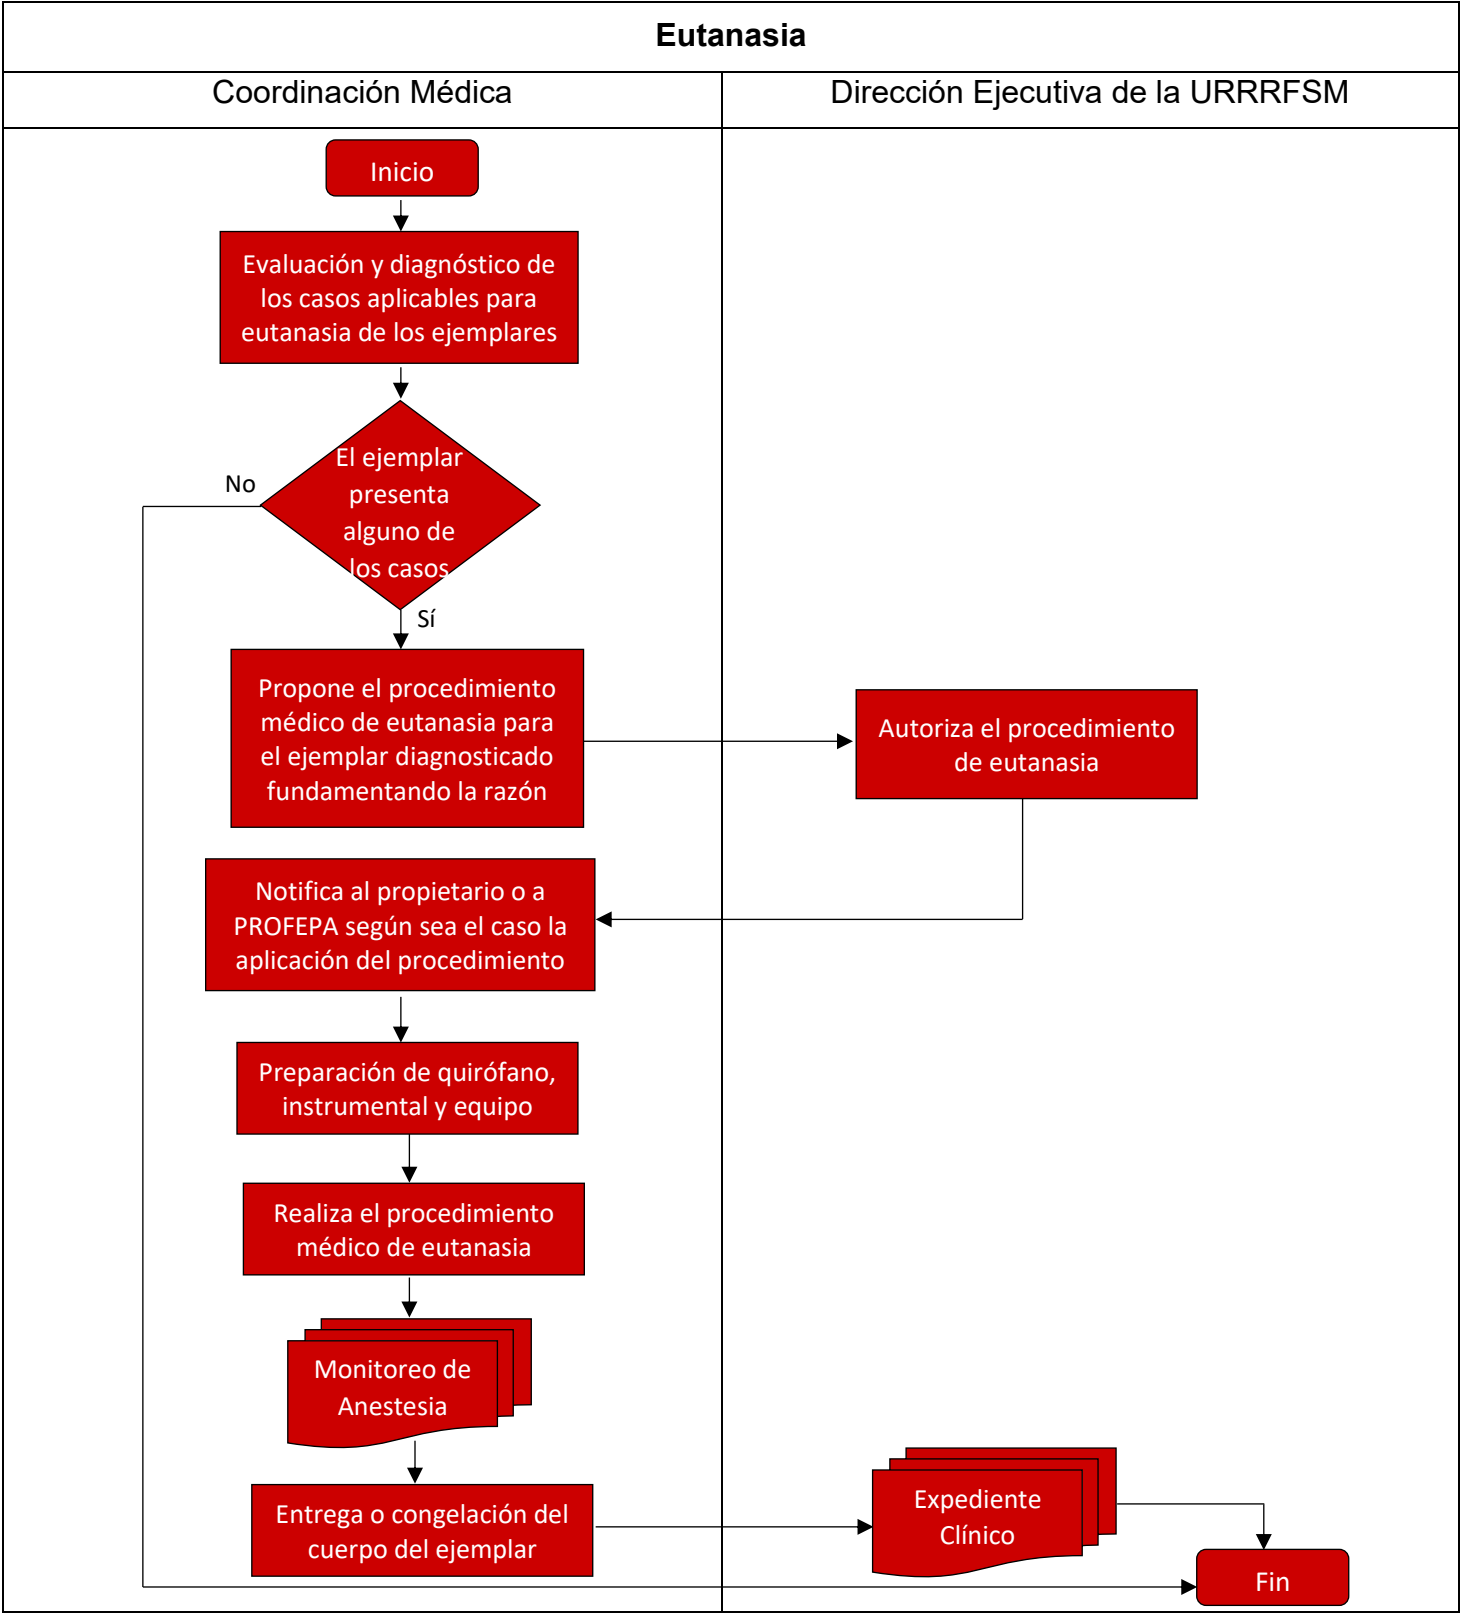 Eutanasia
Coordinación Médica
Dirección Ejecutiva de la URRRFSM
Inicio
Evaluación y diagnóstico de
los casos aplicables para
eutanasia de los ejemplares
El ejemplar
presenta
alguno de
los casos
No
Sí
Propone el procedimiento
médico de eutanasia para
el ejemplar diagnosticado
fundamentando la razón
Autoriza el procedimiento
de eutanasia
Notifica al propietario o a
PROFEPA según sea el caso la
aplicación del procedimiento
Preparación de quirófano,
instrumental y equipo
Realiza el procedimiento
médico de eutanasia
Monitoreo de
Anestesia
Entrega o congelación del
cuerpo del ejemplar
Expediente
Clínico
Fin